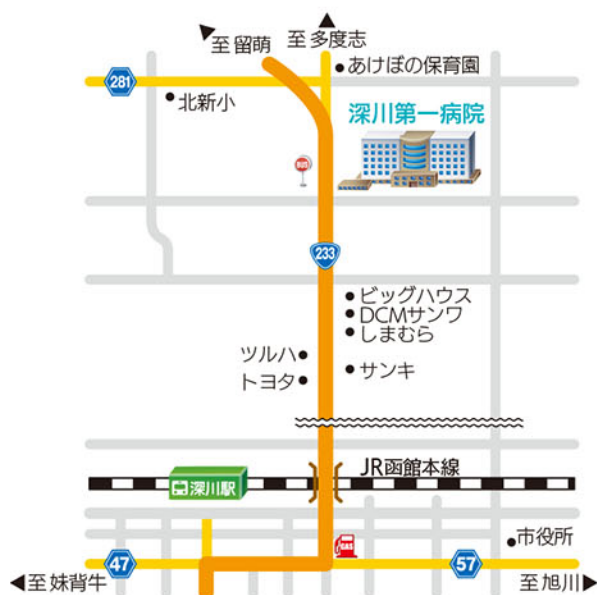 至 留萌
至 多度志
あけぼの保育園
281
北新小
深川第一病院
BUS
233
ビッグハウス
DCMサンワ
しまむら
ツルハ
トヨタ
サンキ
JR函館本線
深川駅
GAS
市役所
47
57
至 妹背牛
至 旭川